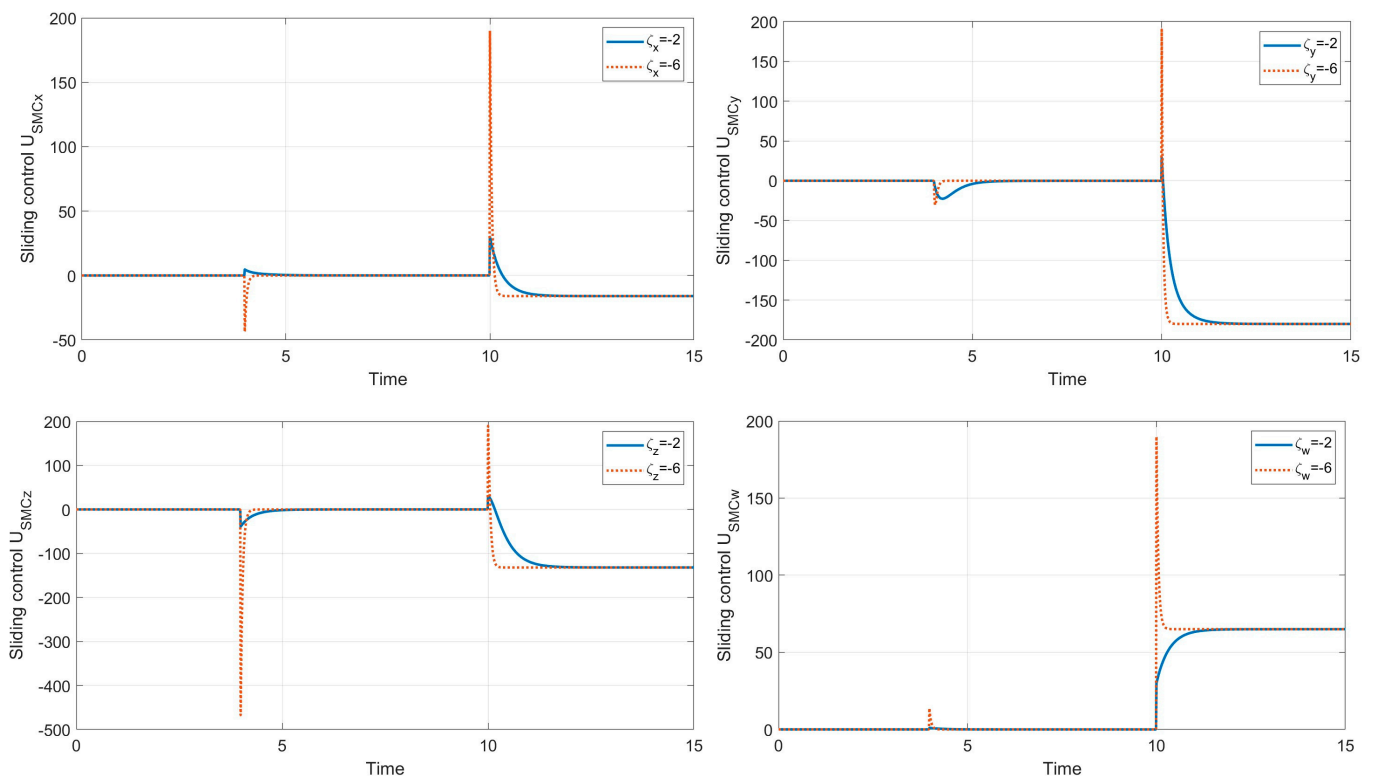 200
150
100
50
0
-50
Sliding control U_SMCx
ζ_x=-2
ζ_x=-6
0
5
10
15
Time
200
150
100
50
0
-50
-100
-150
-200
Sliding control U_SMCy
ζ_y=-2
ζ_y=-6
0
5
10
15
Time
200
100
0
-100
-200
-300
-400
-500
Sliding control U_SMCz
ζ_z=-2
ζ_z=-6
0
5
10
15
Time
200
150
100
50
0
Sliding control U_SMCw
ζ_w=-2
ζ_w=-6
0
5
10
15
Time